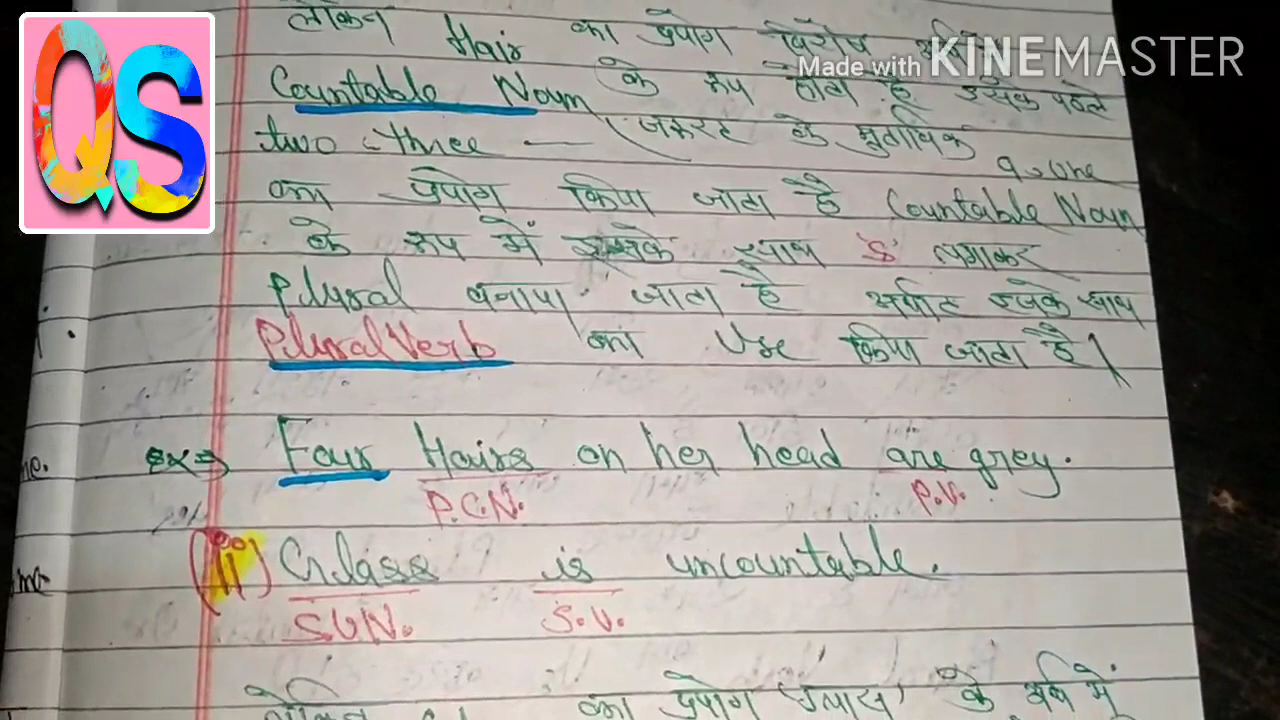 QS
Made with KINEMASTER
लेकिन Hair का प्रयोग विशेष
Countable Noun के रूप होता है इसके पहले
two - three — (जरूरत के मुताबिक
a, one
का प्रयोग किया जाता है Countable Noun
के रूप में इसके साथ 'S' लगाकर
Plural बनाया जाता है अर्थात इसके साथ
Plural Verb का Use किया जाता है।
ex⇒ Four Hairs on her head are grey.
P.C.N. P.V.
(ii) Glass is uncountable.
S.U.N. S.V.
लेकिन का प्रयोग 'ग्लास' के अर्थ में